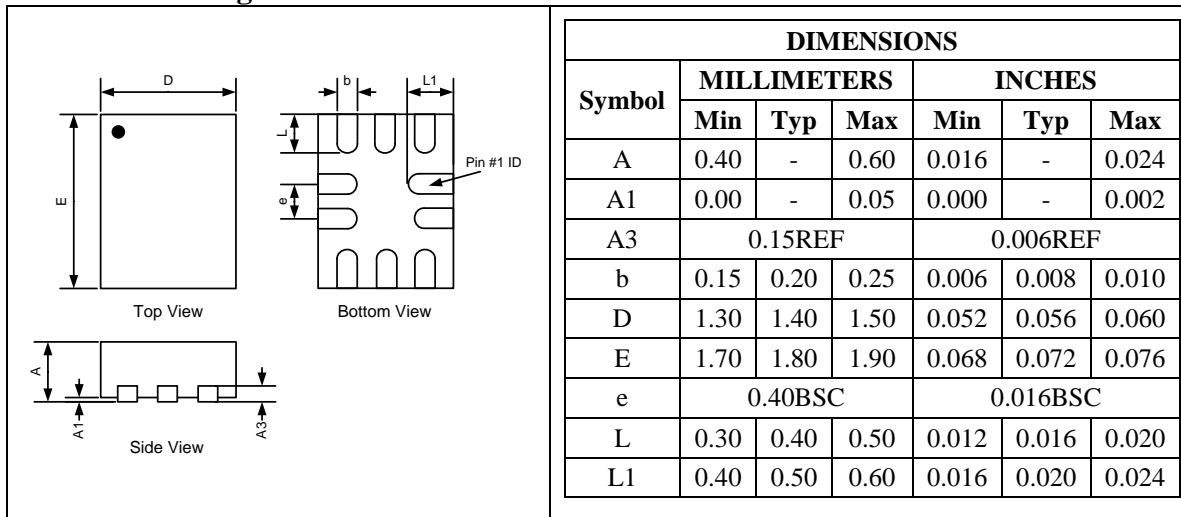 D
E
Top View
b
L1
L
e
Pin #1 ID
Bottom View
A
A1
A3
Side View
DIMENSIONS
Symbol MILLIMETERS INCHES
Min Typ Max Min Typ Max
A 0.40 - 0.60 0.016 - 0.024
A1 0.00 - 0.05 0.000 - 0.002
A3 0.15REF 0.006REF
b 0.15 0.20 0.25 0.006 0.008 0.010
D 1.30 1.40 1.50 0.052 0.056 0.060
E 1.70 1.80 1.90 0.068 0.072 0.076
e 0.40BSC 0.016BSC
L 0.30 0.40 0.50 0.012 0.016 0.020
L1 0.40 0.50 0.60 0.016 0.020 0.024